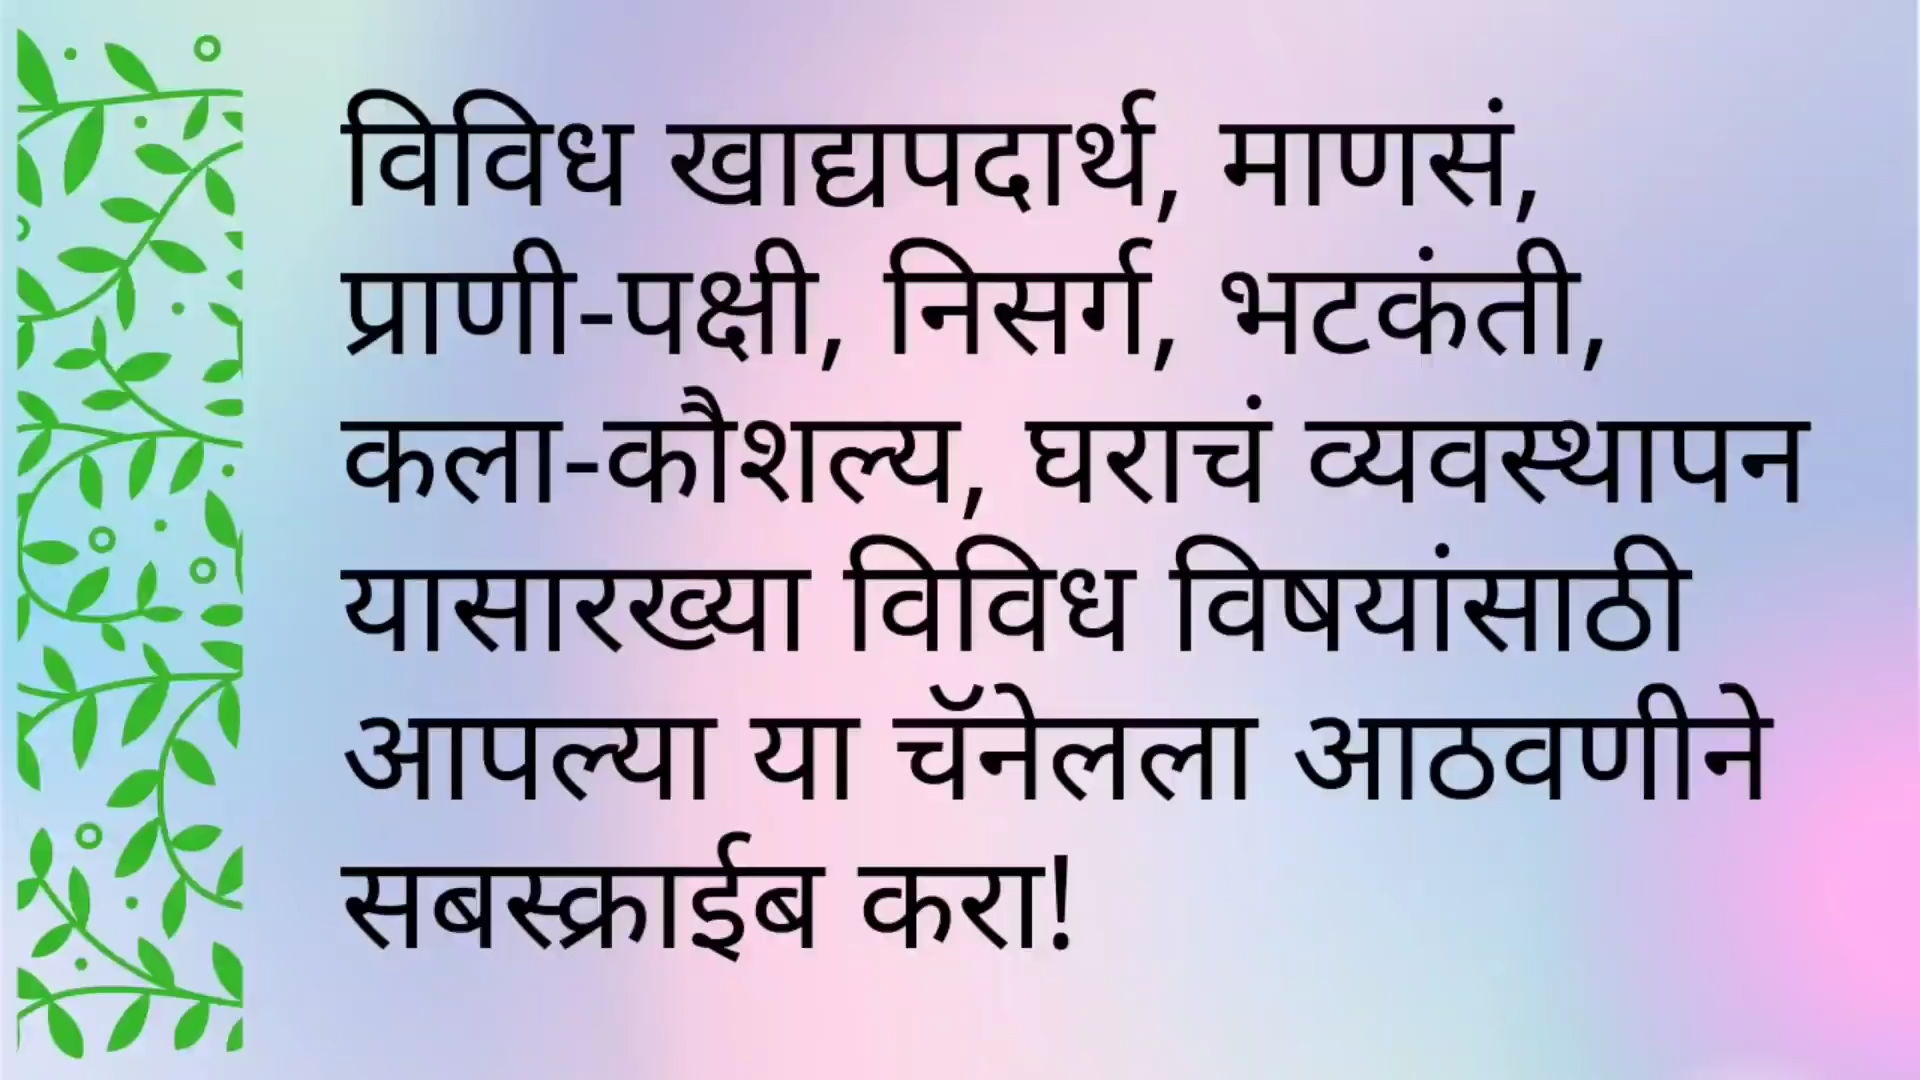 विविध खाद्यपदार्थ, माणसं,
प्राणी-पक्षी, निसर्ग, भटकंती,
कला-कौशल्य, घराचं व्यवस्थापन
यासारख्या विविध विषयांसाठी
आपल्या या चॅनेलला आठवणीने
सबस्क्राईब करा!